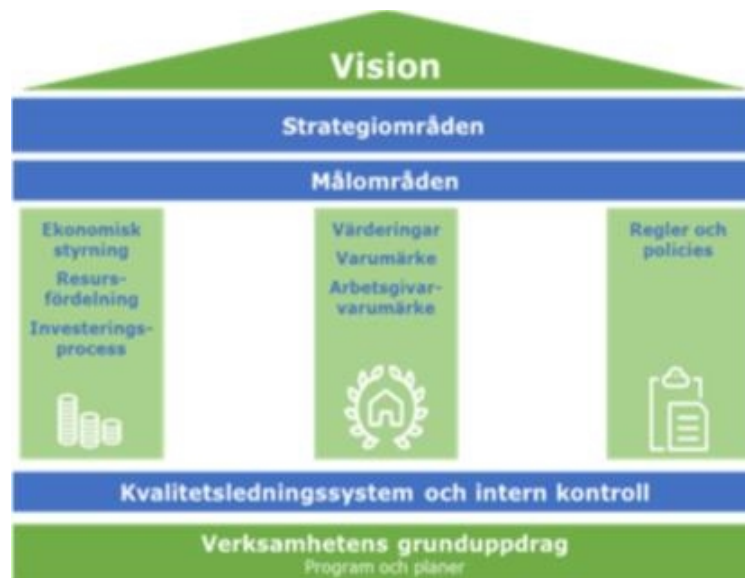 Vision
Strategiområden
Målområden
Ekonomisk
styrning
Resurs-
fördelning
Investerings-
process
Värderingar
Varumärke
Arbetsgivar-
varumärke
Regler och
policies
Kvalitetsledningssystem och intern kontroll
Verksamhetens grunduppdrag
Program och planer